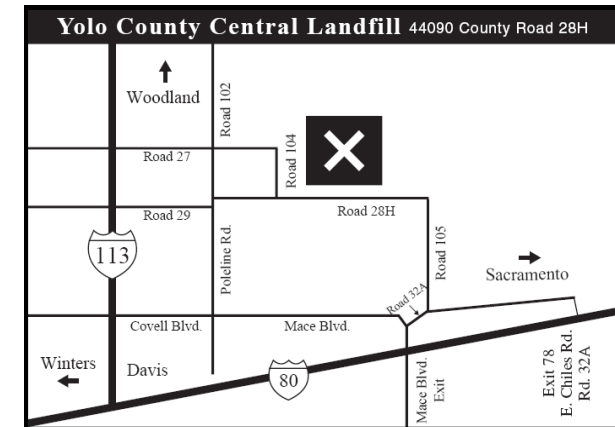 Yolo County Central Landfill 44090 County Road 28H
Woodland
Road 102
Road 27
Road 104
Road 29
Road 28H
113
Poleline Rd.
Road 105
Sacramento
Road 32A
Covell Blvd.
Mace Blvd.
Winters
Davis
80
Mace Blvd.
Exit
Exit 78
E. Chiles Rd.
Rd. 32A